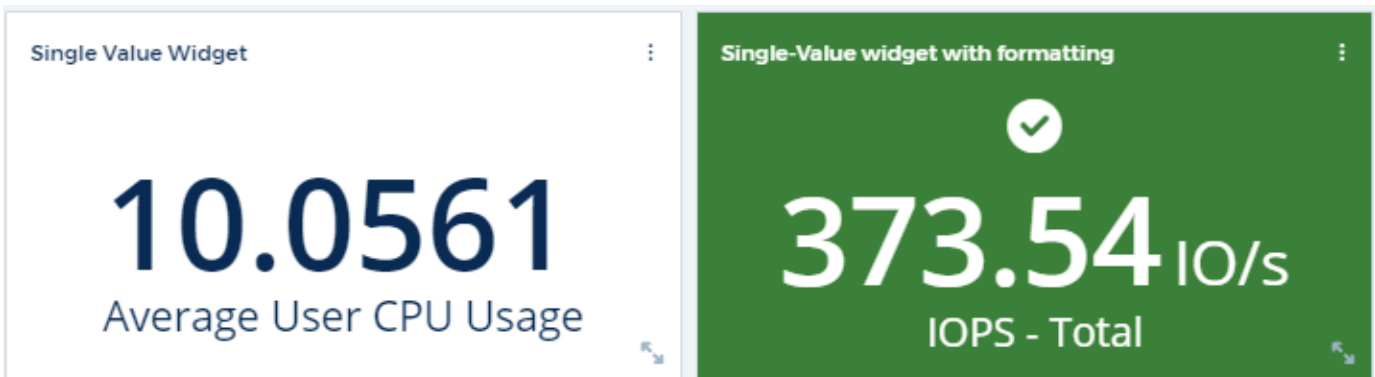 Single Value Widget
10.0561
Average User CPU Usage
Single-Value widget with formatting
373.54 IO/s
IOPS - Total